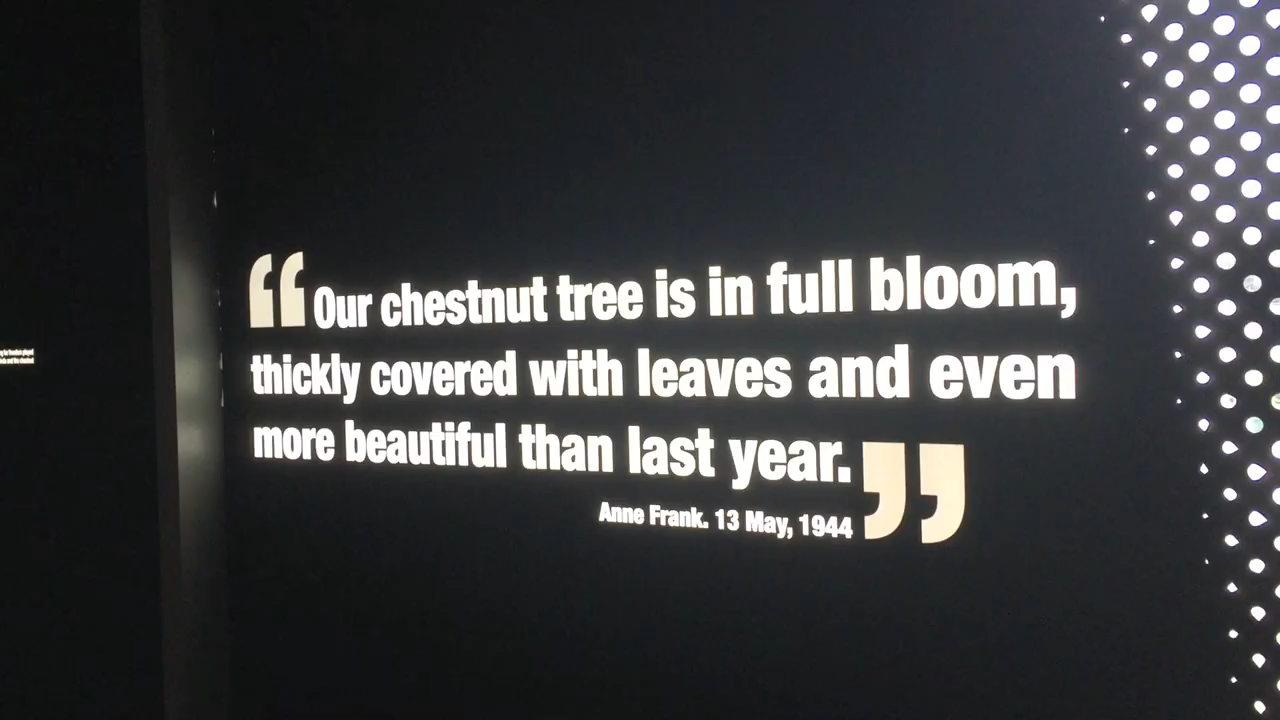 “Our chestnut tree is in full bloom,
thickly covered with leaves and even
more beautiful than last year.”
Anne Frank. 13 May, 1944